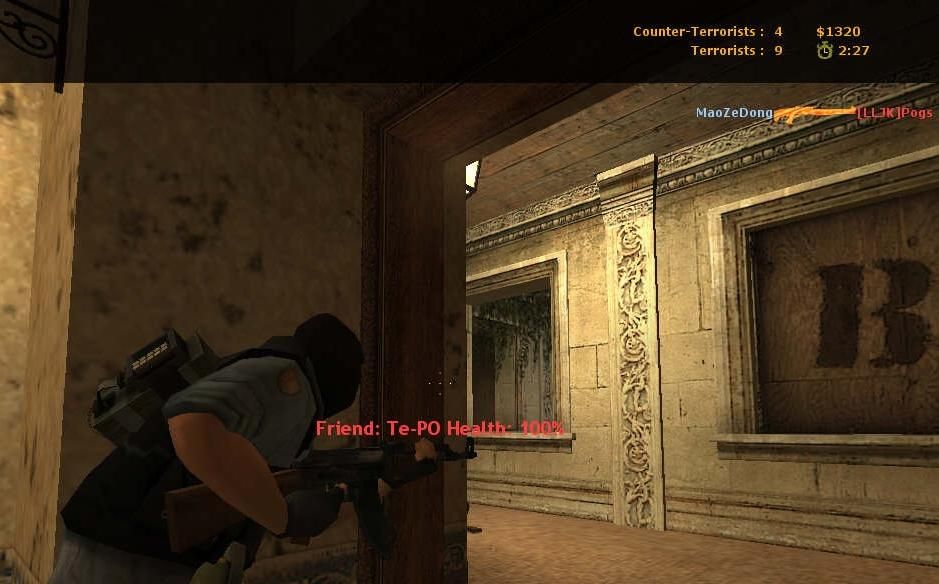 Counter-Terrorists : 4 $1320
Terrorists : 9 2:27
MaoZeDong [LLJK]Pogs
Friend: Te-PO Health: 100%
B